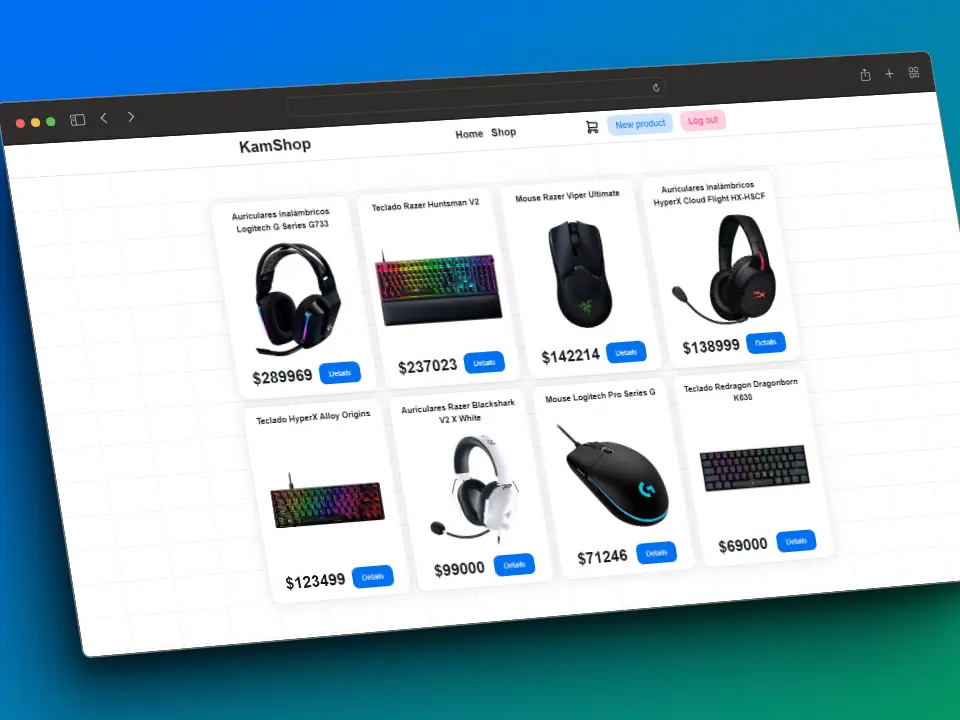 KamShop
Home Shop
New product
Log out
Auriculares inalámbricos
Logitech G Series G733
$289969 Details
Teclado Razer Huntsman V2
$237023 Details
Mouse Razer Viper Ultimate
$142214 Details
Auriculares inalámbricos
HyperX Cloud Flight HX-HSCF
$138999 Details
Teclado HyperX Alloy Origins
$123499 Details
Auriculares Razer Blackshark
V2 X White
$99000 Details
Mouse Logitech Pro Series G
$71246 Details
Teclado Redragon Dragonborn
K630
$69000 Details